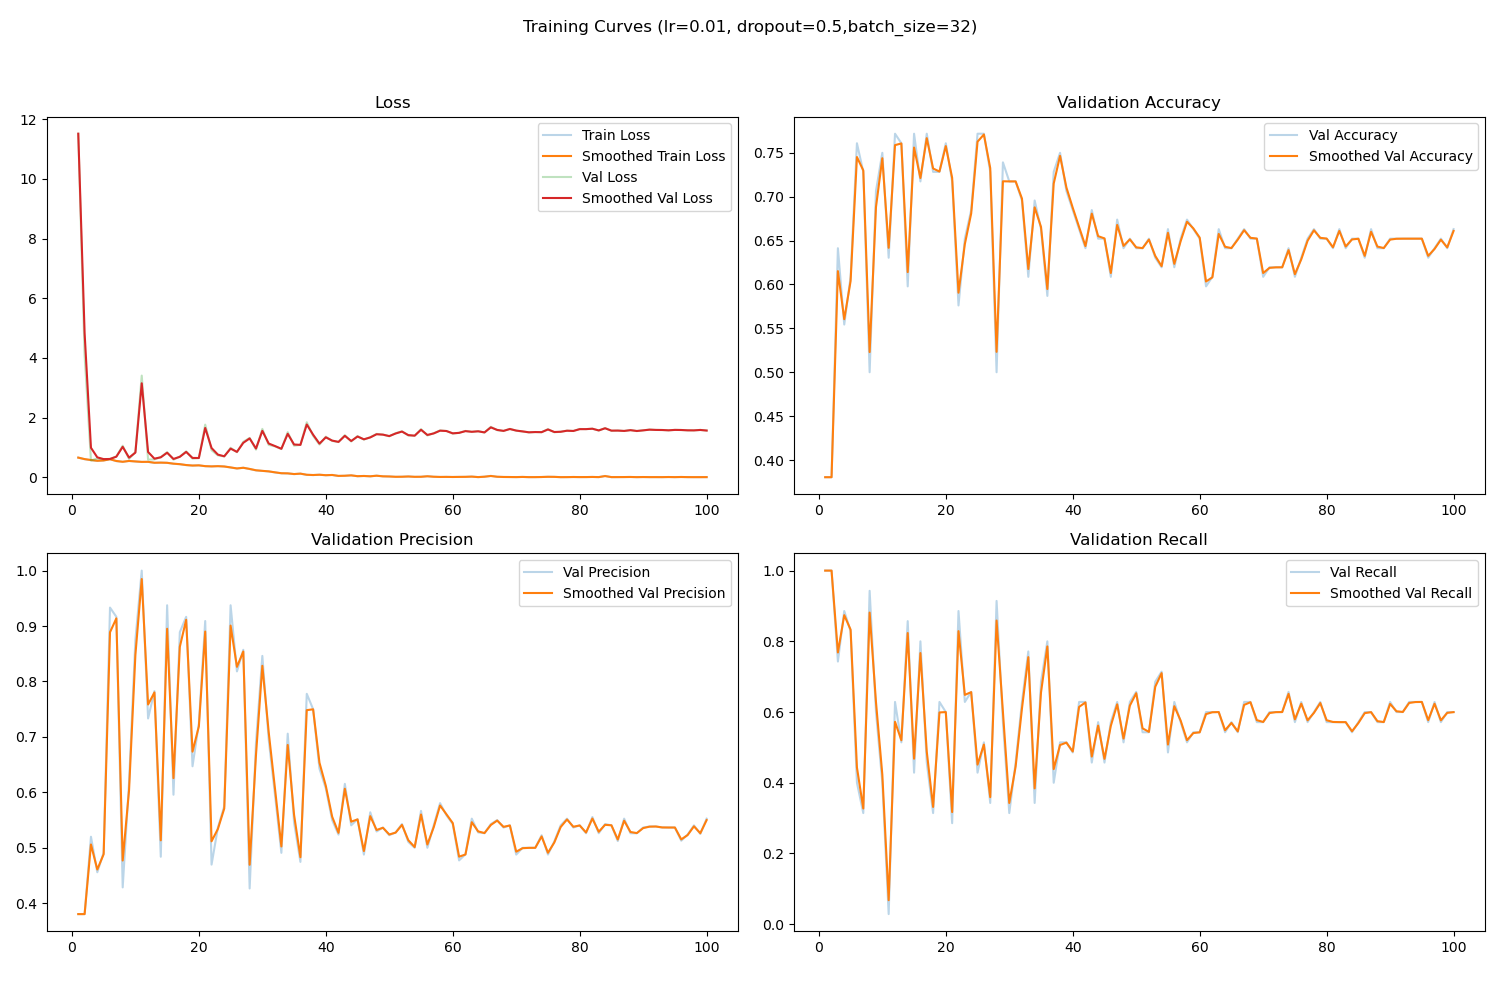 Training Curves (lr=0.01, dropout=0.5,batch_size=32)
Loss
12
10
8
6
4
2
0
0 20 40 60 80 100
Train Loss
Smoothed Train Loss
Val Loss
Smoothed Val Loss
Validation Accuracy
0.75
0.70
0.65
0.60
0.55
0.50
0.45
0.40
0 20 40 60 80 100
Val Accuracy
Smoothed Val Accuracy
Validation Precision
1.0
0.9
0.8
0.7
0.6
0.5
0.4
0 20 40 60 80 100
Val Precision
Smoothed Val Precision
Validation Recall
1.0
0.8
0.6
0.4
0.2
0.0
0 20 40 60 80 100
Val Recall
Smoothed Val Recall